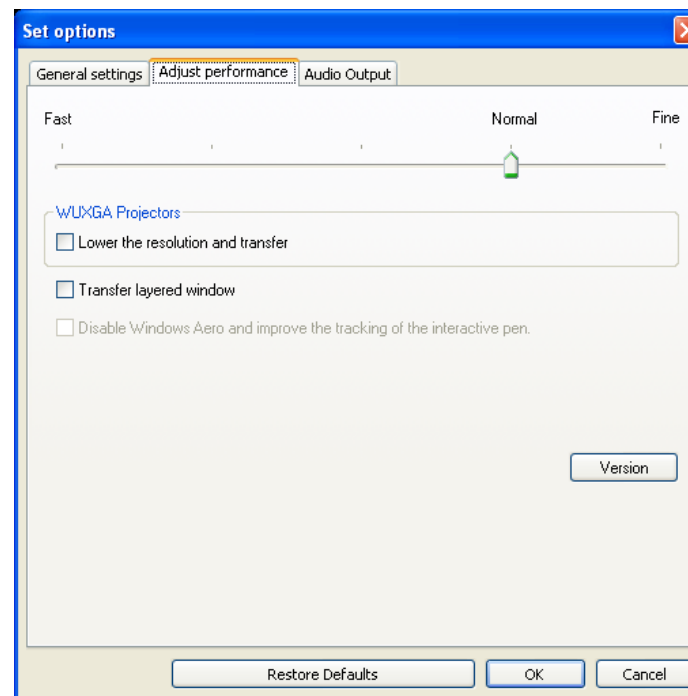 Set options
General settings Adjust performance Audio Output
Fast Normal Fine
WUXGA Projectors
Lower the resolution and transfer
Transfer layered window
Disable Windows Aero and improve the tracking of the interactive pen.
Version
Restore Defaults OK Cancel